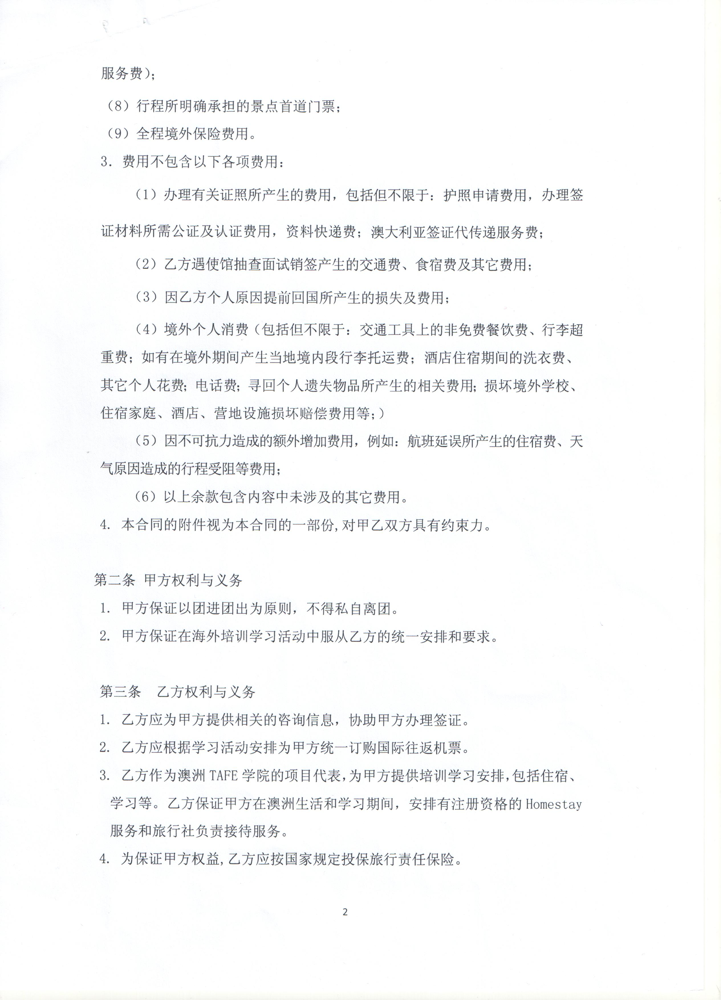 服务费）；
（8）行程所明确承担的景点首道门票；
（9）全程境外保险费用。
3．费用不包含以下各项费用：
（1）办理有关证照所产生的费用，包括但不限于：护照申请费用，办理签
证材料所需公证及认证费用，资料快递费；澳大利亚签证代传递服务费；
（2）乙方遇使馆抽查面试销签产生的交通费、食宿费及其它费用；
（3）因乙方个人原因提前回国所产生的损失及费用；
（4）境外个人消费（包括但不限于：交通工具上的非免费餐饮费、行李超
重费；如有在境外期间产生当地境内段行李托运费；酒店住宿期间的洗衣费、
其它个人花费；电话费；寻回个人遗失物品所产生的相关费用；损坏境外学校、
住宿家庭、酒店、营地设施损坏赔偿费用等；）
（5）因不可抗力造成的额外增加费用，例如：航班延误所产生的住宿费、天
气原因造成的行程受阻等费用；
（6）以上余款包含内容中未涉及的其它费用。
4. 本合同的附件视为本合同的一部份,对甲乙双方具有约束力。
第二条 甲方权利与义务
1. 甲方保证以团进团出为原则，不得私自离团。
2. 甲方保证在海外培训学习活动中服从乙方的统一安排和要求。
第三条 乙方权利与义务
1. 乙方应为甲方提供相关的咨询信息，协助甲方办理签证。
2. 乙方应根据学习活动安排为甲方统一订购国际往返机票。
3. 乙方作为澳洲 TAFE 学院的项目代表,为甲方提供培训学习安排,包括住宿、
学习等。乙方保证甲方在澳洲生活和学习期间，安排有注册资格的 Homestay
服务和旅行社负责接待服务。
4. 为保证甲方权益,乙方应按国家规定投保旅行责任保险。
2